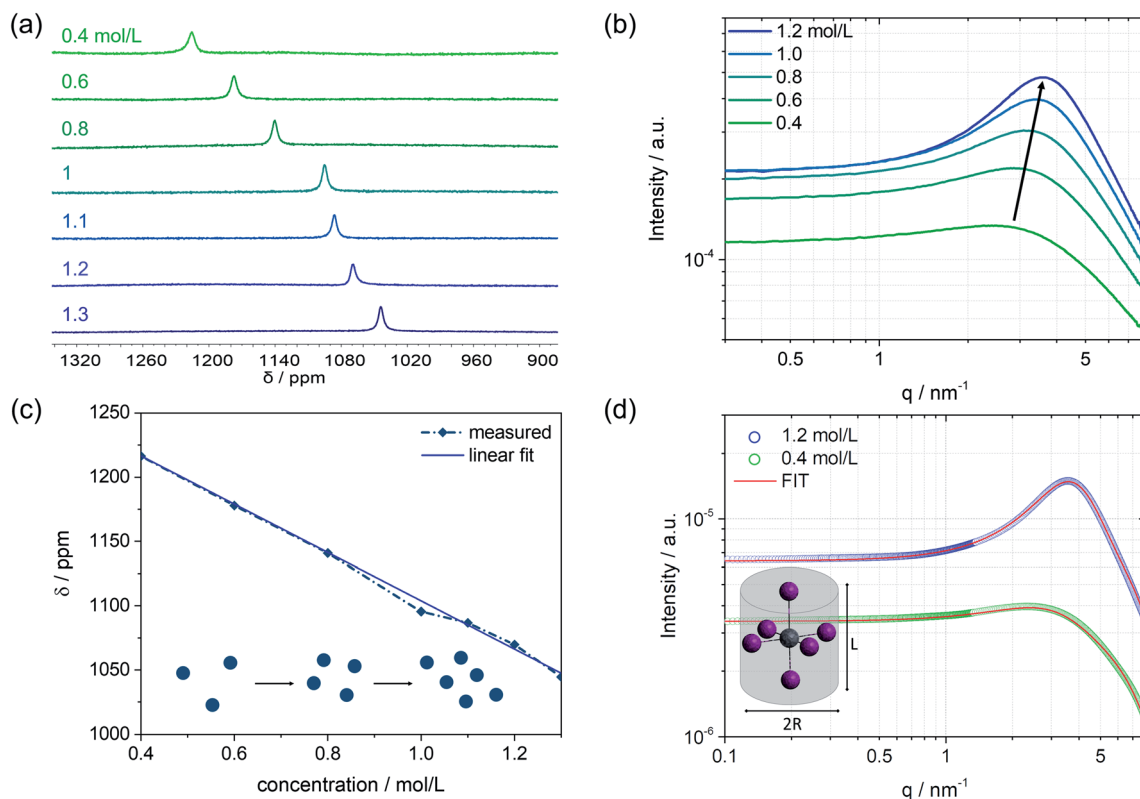 (a)
0.4 mol/L
0.6
0.8
1
1.1
1.2
1.3
1320 1260 1200 1140 1080 1020 960 900
δ / ppm
(b)
1.2 mol/L
1.0
0.8
0.6
0.4
Intensity / a.u.
10-4
0.5 1 5
q / nm-1
(c)
measured
linear fit
1250
1200
1150
1100
1050
1000
δ / ppm
0.4 0.6 0.8 1.0 1.2
concentration / mol/L
(d)
1.2 mol/L
0.4 mol/L
FIT
Intensity / a.u.
10-5
10-6
L
2R
0.1 0.5 1 5
q / nm-1